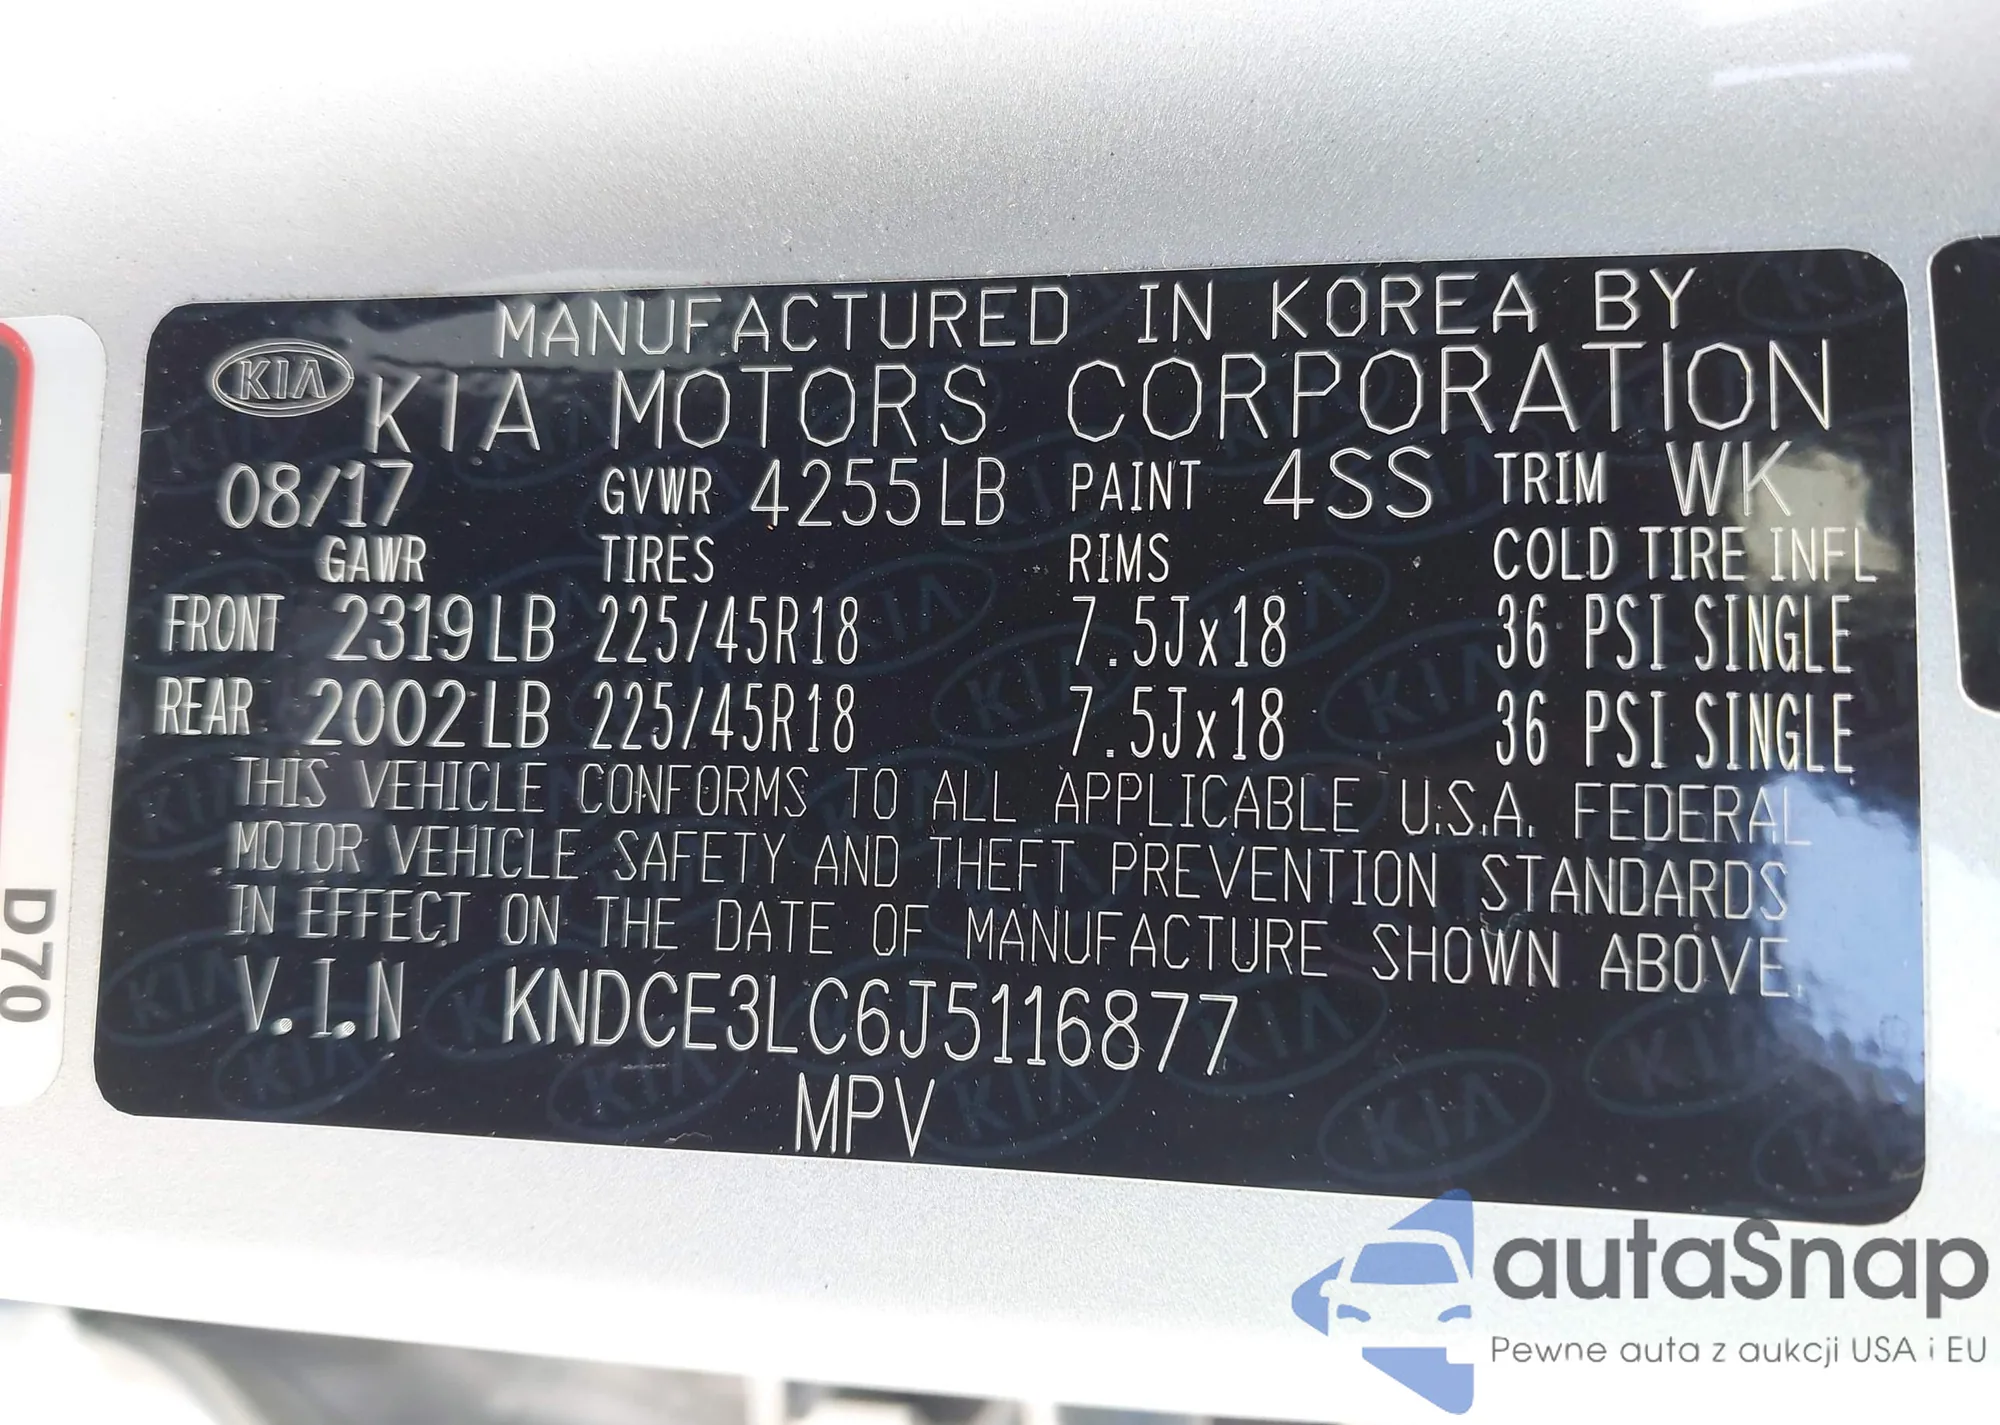 MANUFACTURED IN KOREA BY
KIA KIA MOTORS CORPORATION
08/17 GVWR 4255LB PAINT 4SS TRIM WK
GAWR TIRES RIMS COLD TIRE INFL
FRONT 2319LB 225/45R18 7.5Jx18 36 PSI SINGLE
REAR 2002LB 225/45R18 7.5Jx18 36 PSI SINGLE
THIS VEHICLE CONFORMS TO ALL APPLICABLE U.S.A. FEDERAL
MOTOR VEHICLE SAFETY AND THEFT PREVENTION STANDARDS
IN EFFECT ON THE DATE OF MANUFACTURE SHOWN ABOVE.
V.I.N KNDCE3LC6J5116877
MPV
D70
autaSnap
Pewne auta z aukcji USA i EU